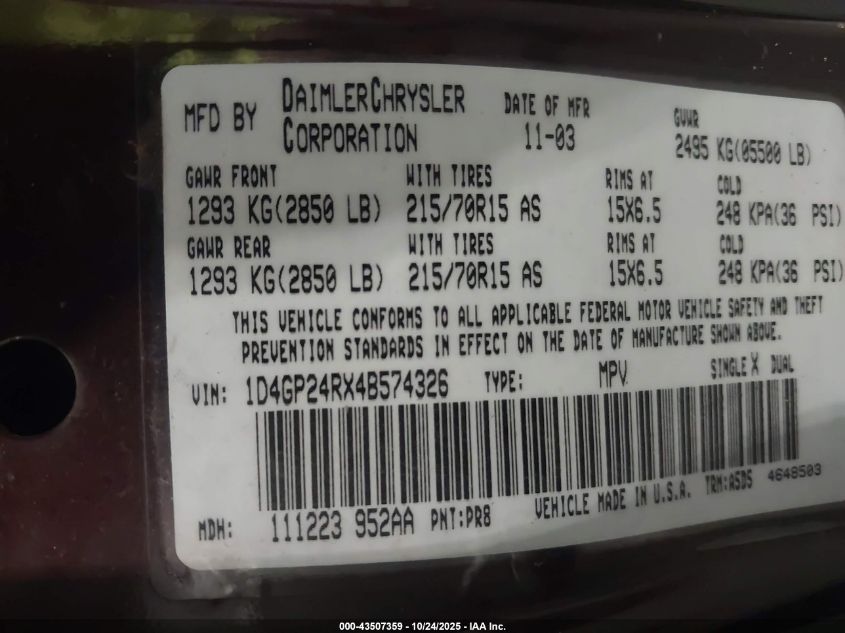 MFD BY DAIMLERCHRYSLER CORPORATION DATE OF MFR 11-03 GVWR 2495 KG(05500 LB)
GAWR FRONT WITH TIRES RIMS AT COLD
1293 KG(2850 LB) 215/70R15 AS 15X6.5 248 KPA(36 PSI)
GAWR REAR WITH TIRES RIMS AT COLD
1293 KG(2850 LB) 215/70R15 AS 15X6.5 248 KPA(36 PSI)
THIS VEHICLE CONFORMS TO ALL APPLICABLE FEDERAL MOTOR VEHICLE SAFETY AND THEFT
PREVENTION STANDARDS IN EFFECT ON THE DATE OF MANUFACTURE SHOWN ABOVE.
VIN: 1D4GP24RX4B574326 TYPE: MPV SINGLE X DUAL
MDH: 111223 952AA PNT:PR8 VEHICLE MADE IN U.S.A. TRM:A5D5 4648503
000-43507359 - 10/24/2025 - IAA Inc.